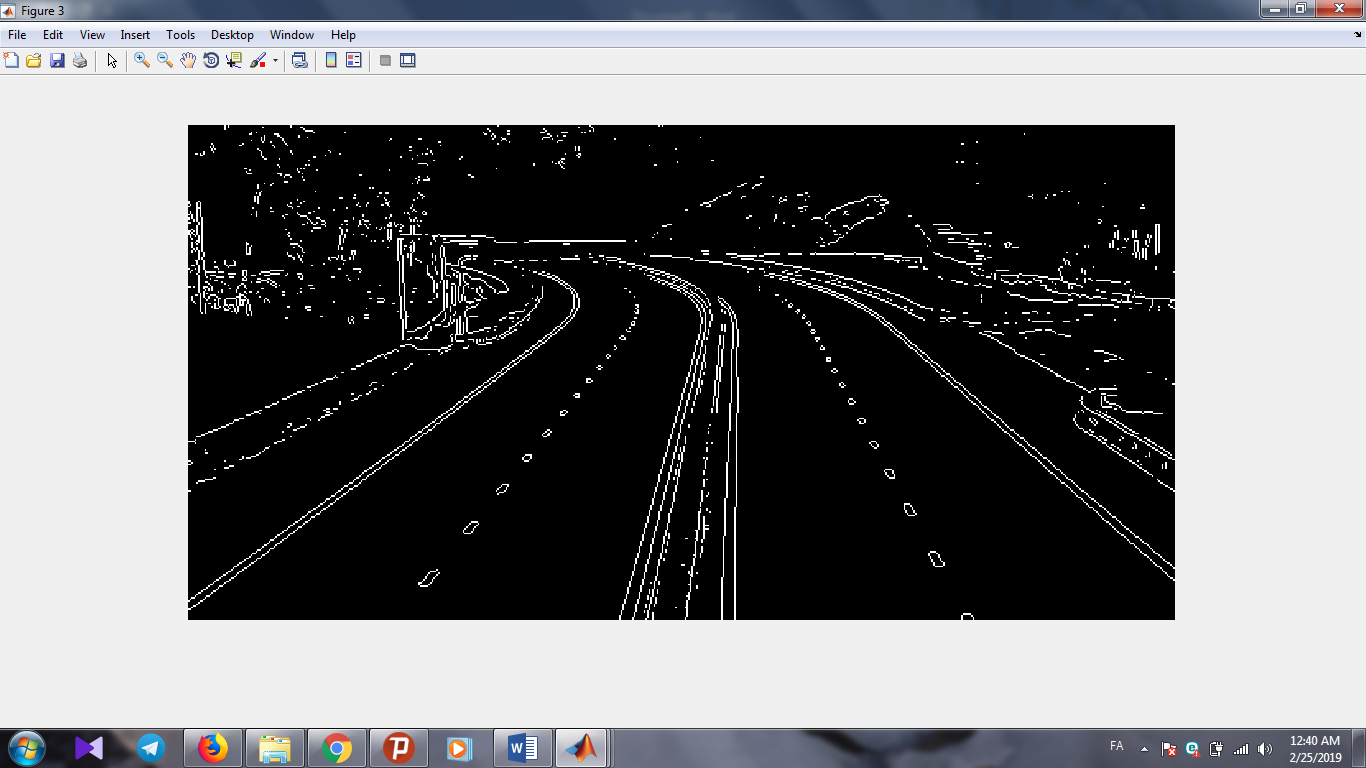 Figure 3
File Edit View Insert Tools Desktop Window Help
FA
12:40 AM
2/25/2019